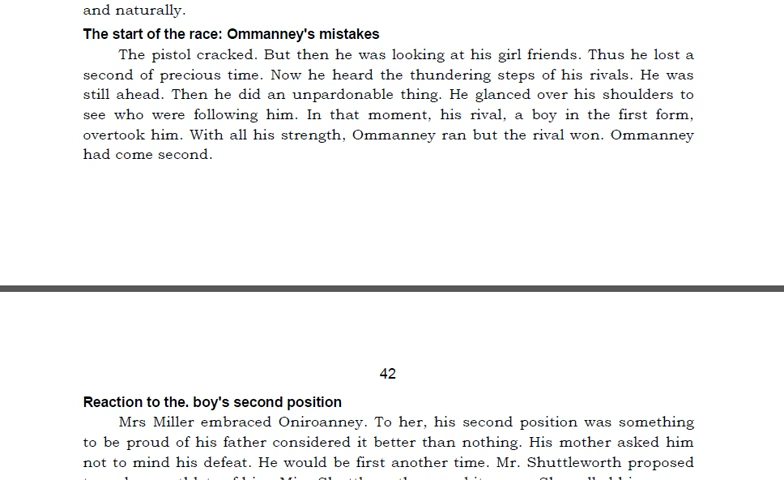 and naturally.
The start of the race: Ommanney's mistakes
The pistol cracked. But then he was looking at his girl friends. Thus he lost a
second of precious time. Now he heard the thundering steps of his rivals. He was
still ahead. Then he did an unpardonable thing. He glanced over his shoulders to
see who were following him. In that moment, his rival, a boy in the first form,
overtook him. With all his strength, Ommanney ran but the rival won. Ommanney
had come second.
42
Reaction to the. boy's second position
Mrs Miller embraced Oniroanney. To her, his second position was something
to be proud of his father considered it better than nothing. His mother asked him
not to mind his defeat. He would be first another time. Mr. Shuttleworth proposed